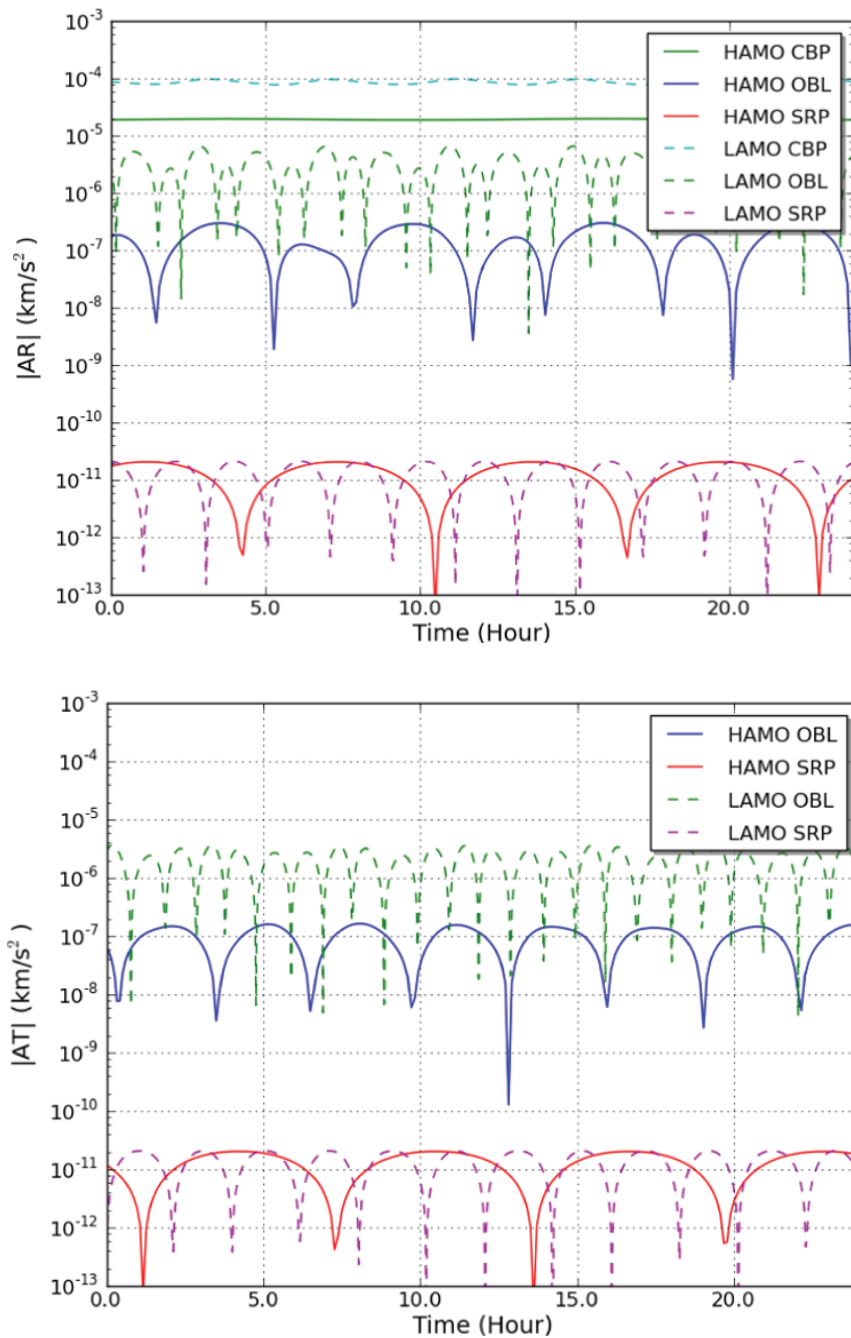 10^-3
10^-4
10^-5
10^-6
10^-7
10^-8
10^-9
10^-10
10^-11
10^-12
10^-13
|AR| (km/s^2)
HAMO CBP
HAMO OBL
HAMO SRP
LAMO CBP
LAMO OBL
LAMO SRP
0.0 5.0 10.0 15.0 20.0
Time (Hour)
10^-3
10^-4
10^-5
10^-6
10^-7
10^-8
10^-9
10^-10
10^-11
10^-12
10^-13
|AT| (km/s^2)
HAMO OBL
HAMO SRP
LAMO OBL
LAMO SRP
0.0 5.0 10.0 15.0 20.0
Time (Hour)